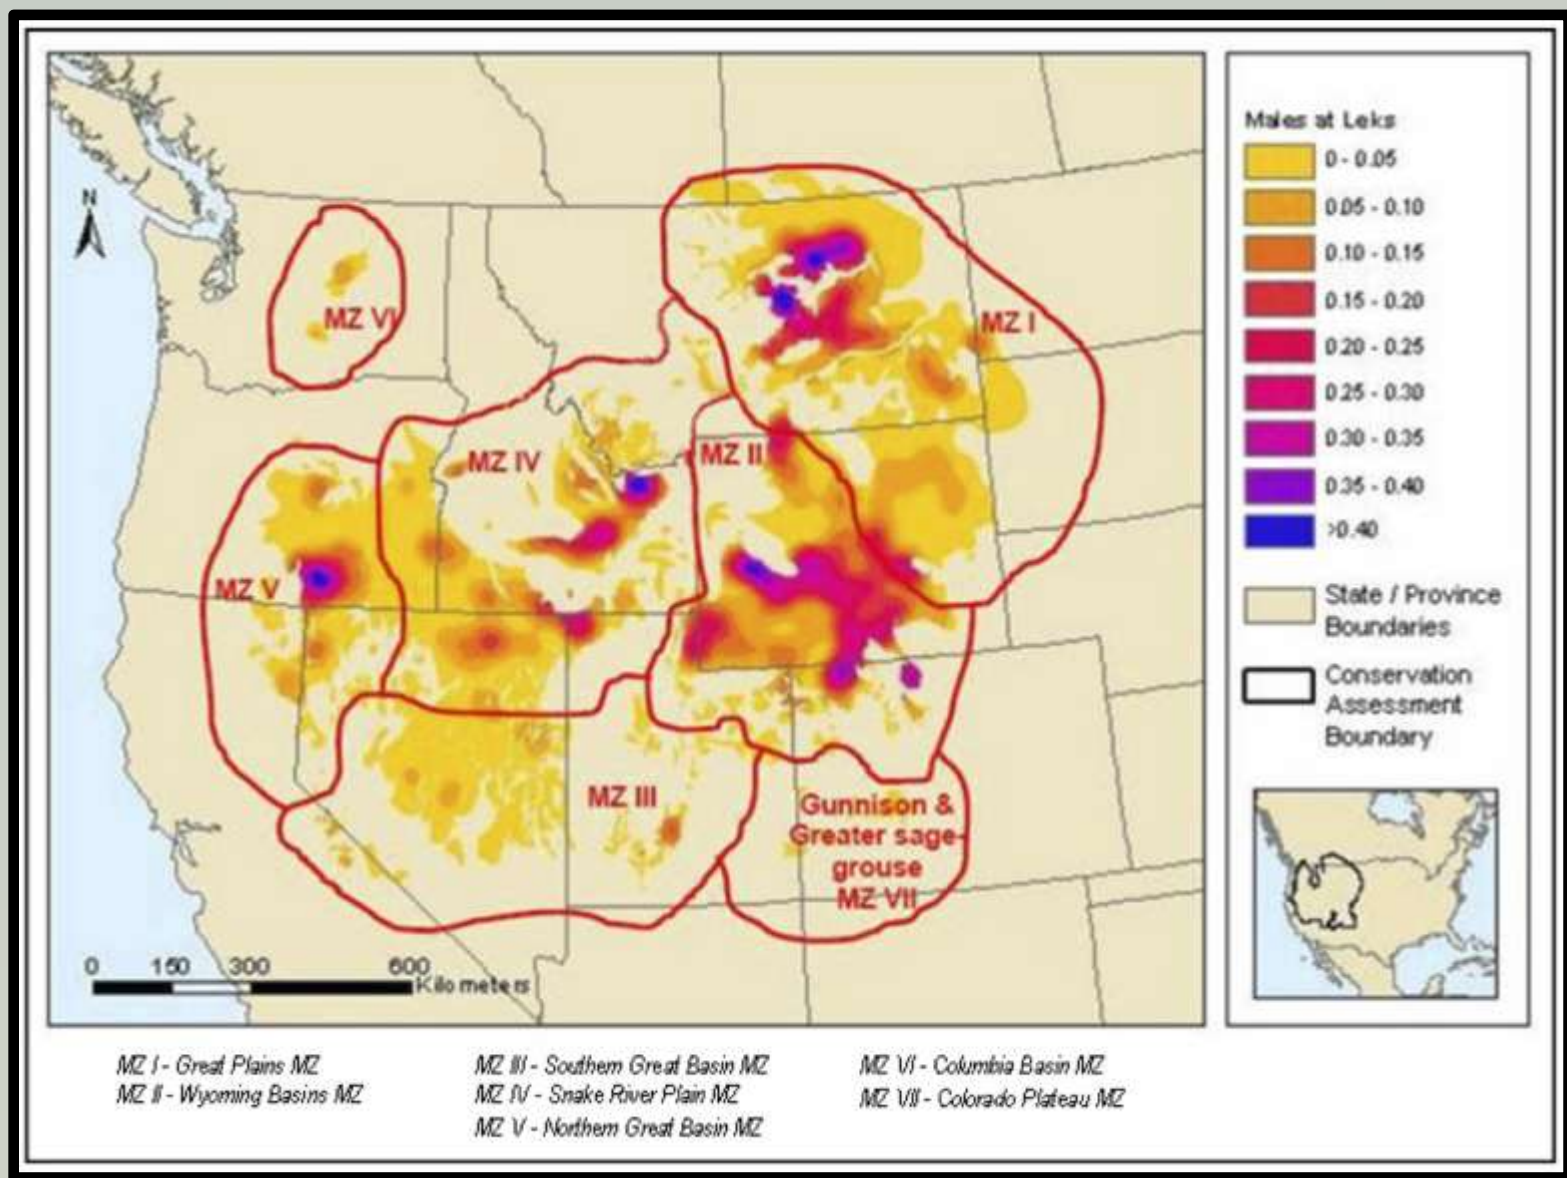 N
MZ VI
MZ I
MZ IV
MZ II
MZ V
MZ III
Gunnison &
Greater sage-
grouse
MZ VII
0 150 300 600
Kilometers
Males at Leks
0 - 0.05
0.05 - 0.10
0.10 - 0.15
0.15 - 0.20
0.20 - 0.25
0.25 - 0.30
0.30 - 0.35
0.35 - 0.40
>0.40
State / Province
Boundaries
Conservation
Assessment
Boundary
MZ I - Great Plains MZ
MZ II - Wyoming Basins MZ
MZ III - Southern Great Basin MZ
MZ IV - Snake River Plain MZ
MZ V - Northern Great Basin MZ
MZ VI - Columbia Basin MZ
MZ VII - Colorado Plateau MZ